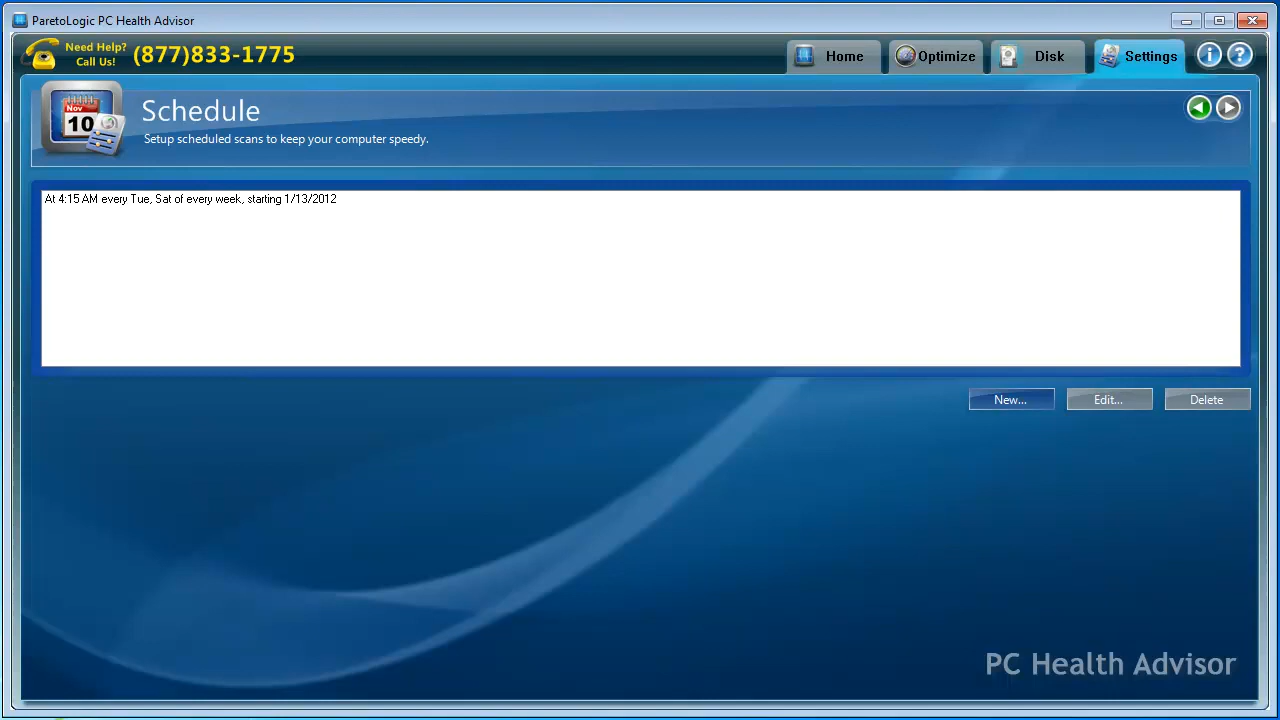 ParetoLogic PC Health Advisor
Need Help?
Call Us!
(877)833-1775
Home
Optimize
Disk
Settings
i
?
Nov
10
Schedule
Setup scheduled scans to keep your computer speedy.
At 4:15 AM every Tue, Sat of every week, starting 1/13/2012
New...
Edit...
Delete
PC Health Advisor